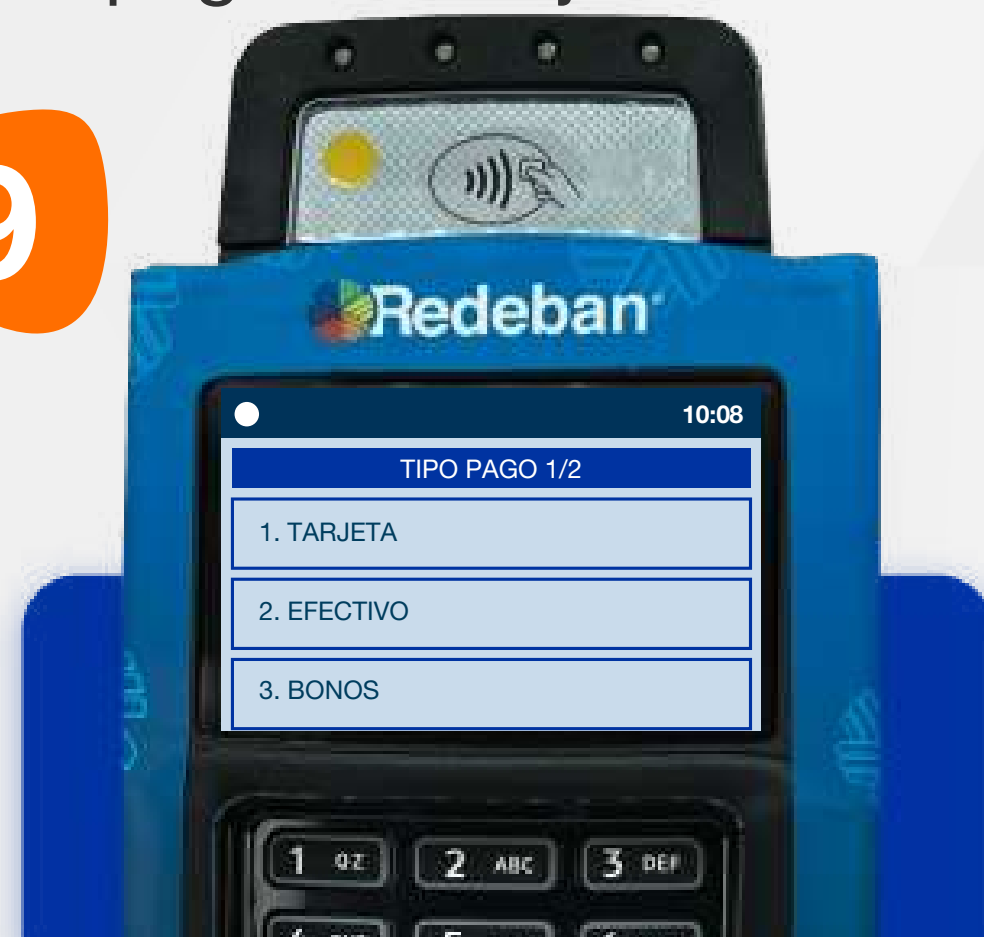 9
Redeban
10:08
TIPO PAGO 1/2
1. TARJETA
2. EFECTIVO
3. BONOS
1 QZ 2 ABC 3 DEF